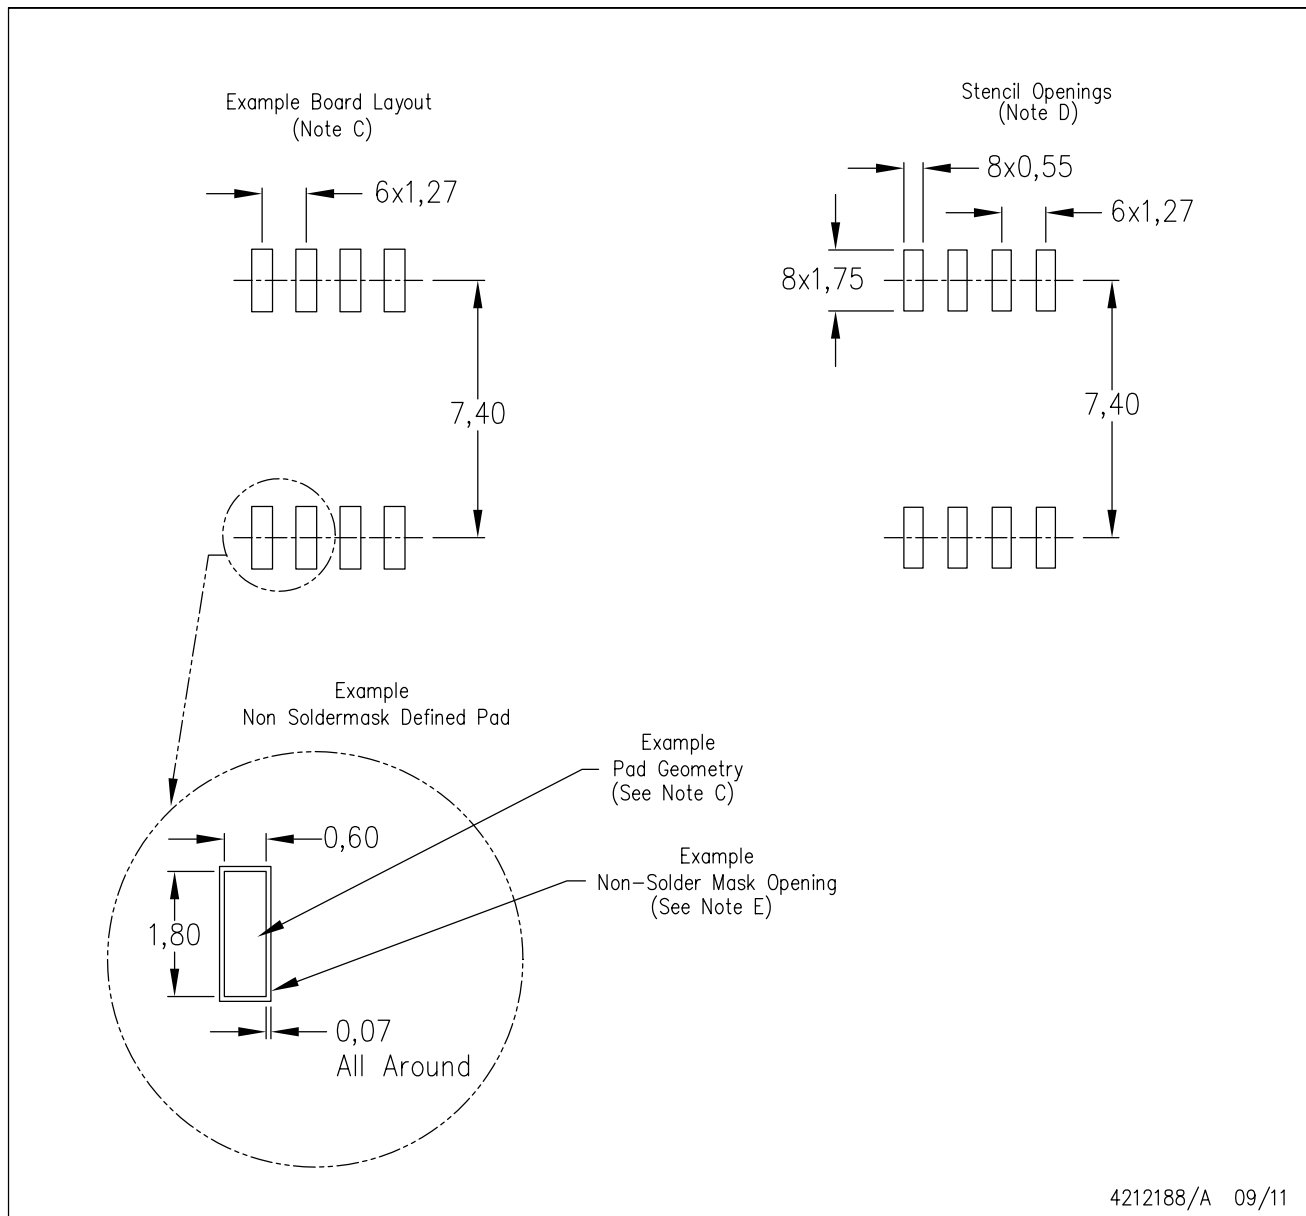 Example Board Layout
(Note C)
6x1,27
7,40
Stencil Openings
(Note D)
8x0,55
6x1,27
8x1,75
7,40
Example
Non Soldermask Defined Pad
Example
Pad Geometry
(See Note C)
0,60
Example
Non-Solder Mask Opening
(See Note E)
1,80
0,07
All Around
4212188/A 09/11